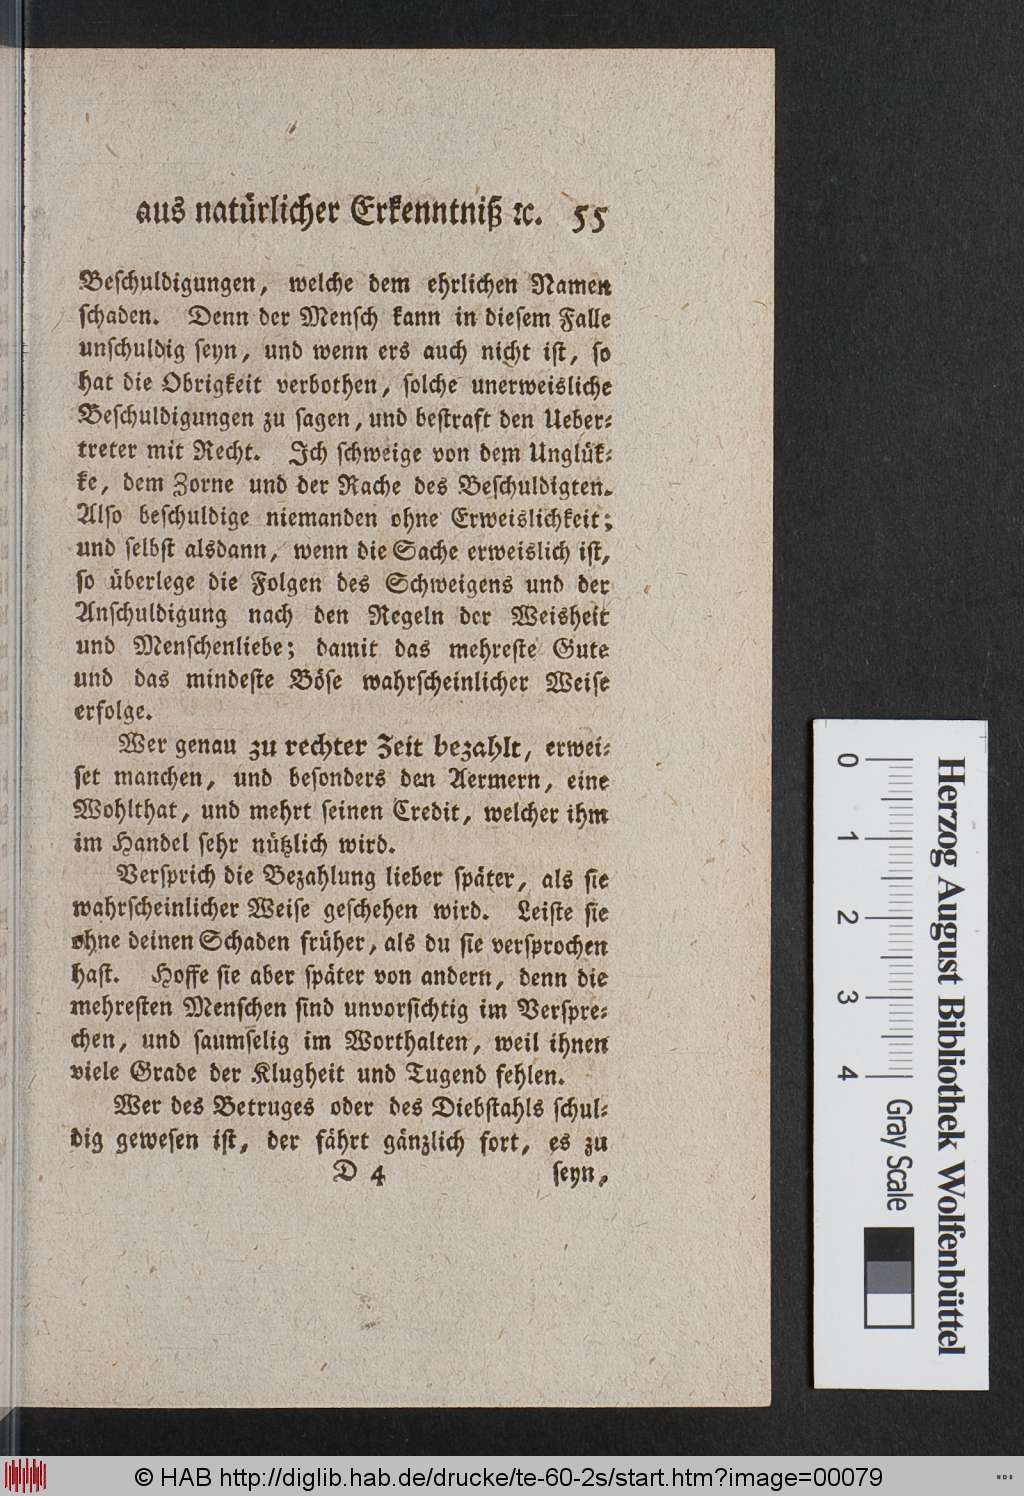 aus natürlicher Erkenntniß ꝛc. 55
Beschuldigungen, welche dem ehrlichen Namen
schaden. Denn der Mensch kann in diesem Falle
unschuldig seyn, und wenn ers auch nicht ist, so
hat die Obrigkeit verbothen, solche unerweisliche
Beschuldigungen zu sagen, und bestraft den Ueber-
treter mit Recht. Ich schweige von dem Unglük-
ke, dem Zorne und der Rache des Beschuldigten.
Also beschuldige niemanden ohne Erweislichkeit;
und selbst alsdann, wenn die Sache erweislich ist,
so überlege die Folgen des Schweigens und der
Anschuldigung nach den Regeln der Weisheit
und Menschenliebe; damit das mehreste Gute
und das mindeste Böse wahrscheinlicher Weise
erfolge.
Wer genau zu rechter Zeit bezahlt, erwei-
set manchen, und besonders den Aermern, eine
Wohlthat, und mehrt seinen Credit, welcher ihm
im Handel sehr nützlich wird.
Versprich die Bezahlung lieber später, als sie
wahrscheinlicher Weise geschehen wird. Leiste sie
ohne deinen Schaden früher, als du sie versprochen
hast. Hoffe sie aber später von andern, denn die
mehresten Menschen sind unvorsichtig im Verspre-
chen, und saumselig im Worthalten, weil ihnen
viele Grade der Klugheit und Tugend fehlen.
Wer des Betruges oder des Diebstahls schul-
dig gewesen ist, der fährt gänzlich fort, es zu
D 4 seyn,
0 1 2 3 4 Gray Scale
Herzog August Bibliothek Wolfenbüttel
© HAB http://diglib.hab.de/drucke/te-60-2s/start.htm?image=00079